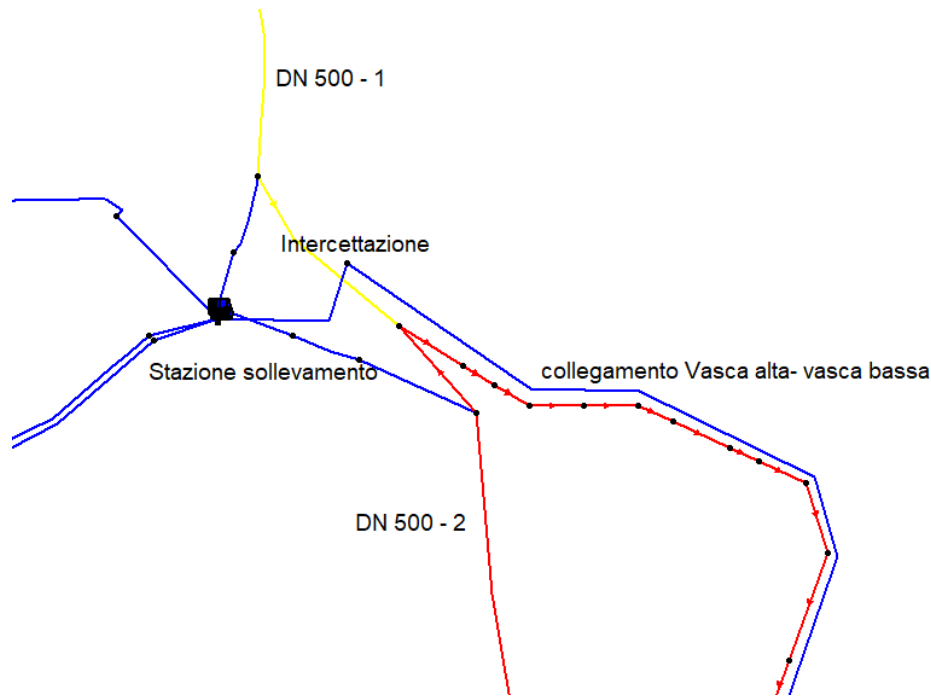 DN 500 - 1
Intercettazione
Stazione sollevamento
collegamento Vasca alta- vasca bassa
DN 500 - 2